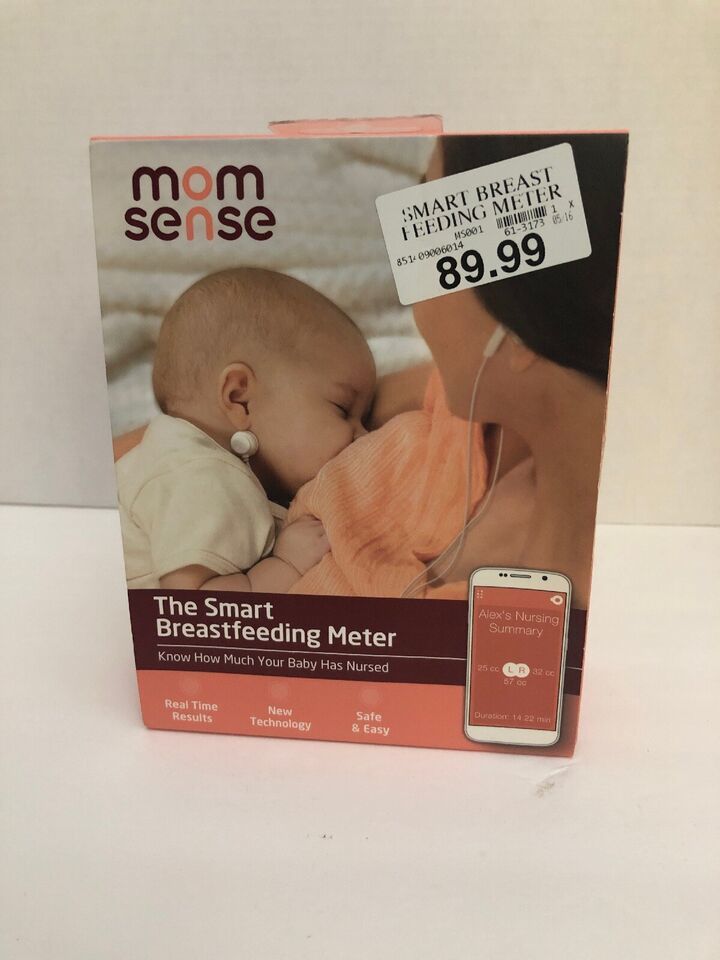 mom
sense
SMART BREAST
FEEDING METER
MS001
61-3173
1 X
05/16
851409006014
89.99
The Smart
Breastfeeding Meter
Know How Much Your Baby Has Nursed
Real Time
Results
New
Technology
Safe
& Easy
Alex's Nursing
Summary
25 cc L R 32 cc
57 cc
Duration: 14:22 min